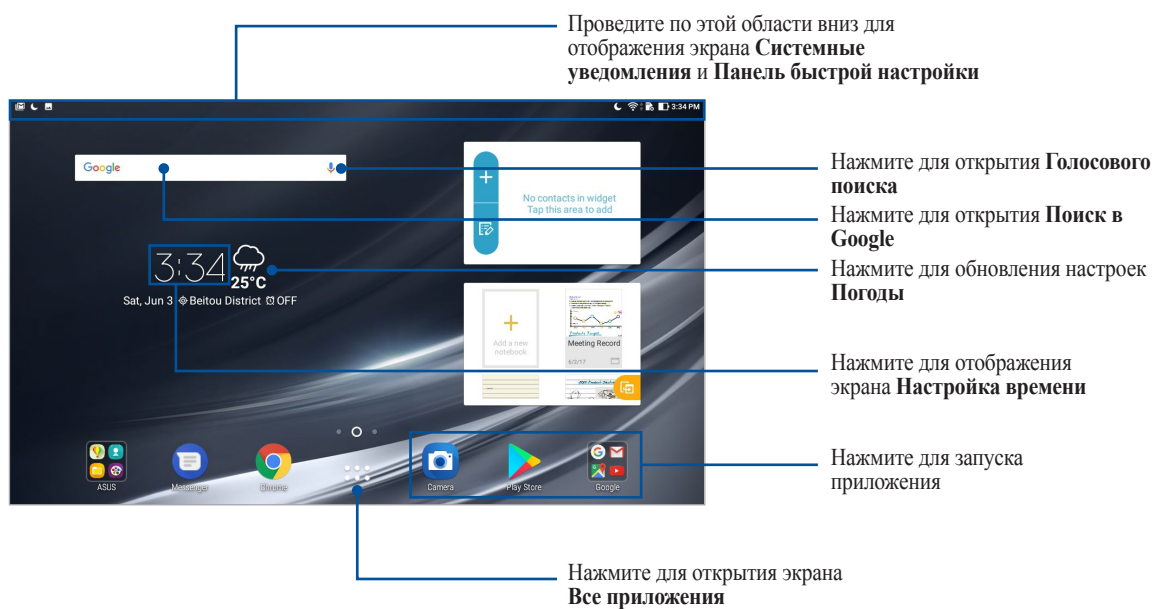 Проведите по этой области вниз для
отображения экрана Системные
уведомления и Панель быстрой настройки
3:34 PM
Google
Нажмите для открытия Голосового
поиска
Нажмите для открытия Поиск в
Google
Нажмите для обновления настроек
Погоды
No contacts in widget
Tap this area to add
3:34
25°C
Sat, Jun 3 Beitou District OFF
Add a new
notebook
Meeting Record
6/2/17
Нажмите для отображения
экрана Настройка времени
ASUS
Messenger
Chrome
Camera
Play Store
Google
Нажмите для запуска
приложения
Нажмите для открытия экрана
Все приложения